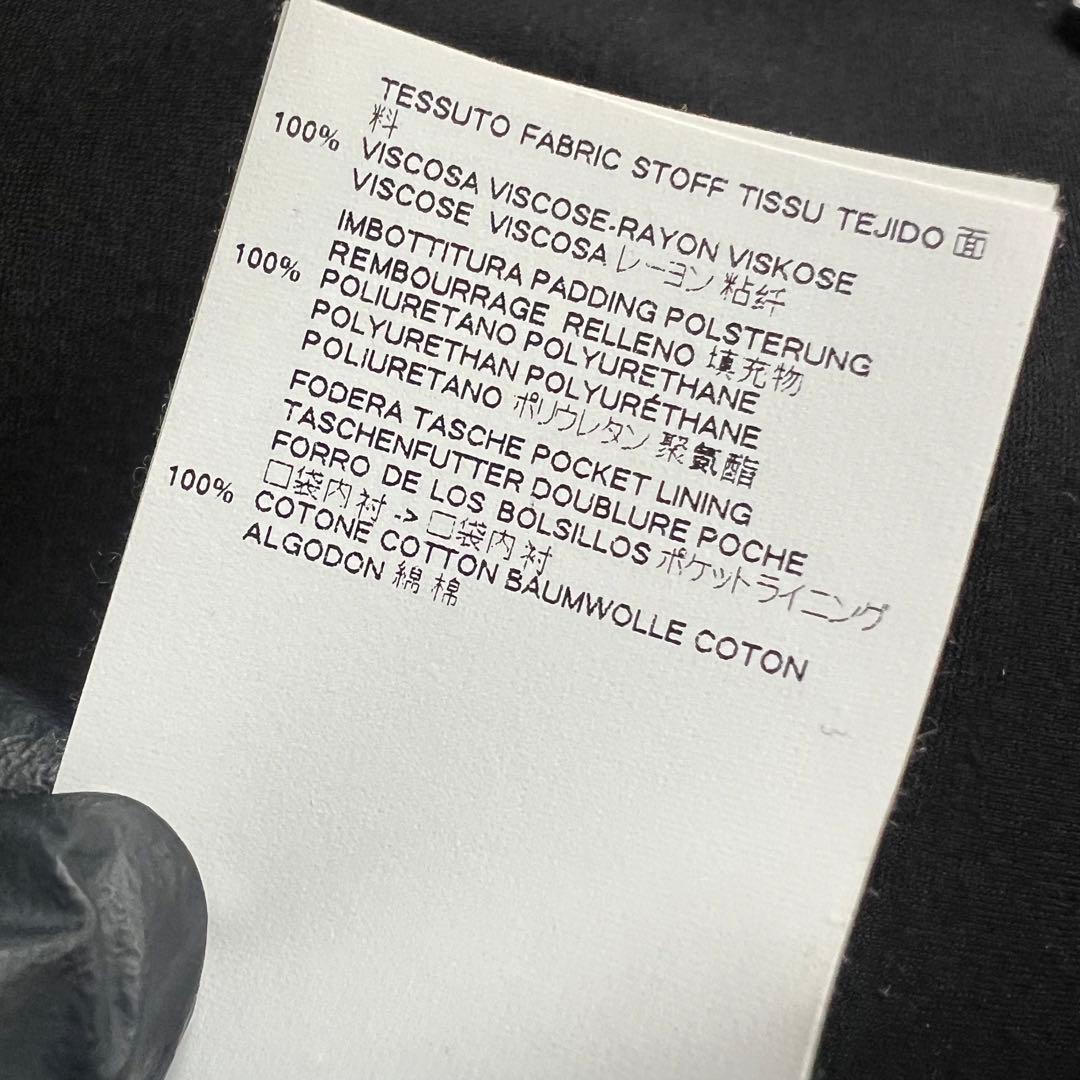 TESSUTO FABRIC STOFF TISSU TEJIDO 面
料
100% VISCOSA VISCOSE-RAYON VISKOSE
VISCOSE VISCOSA レーヨン 粘纤
IMBOTTITURA PADDING POLSTERUNG
REMBOURRAGE RELLENO 填充物
100% POLIURETANO POLYURETHANE
POLYURETHAN POLYURÉTHANE
POLIURETANO ポリウレタン 聚氨酯
FODERA TASCHE POCKET LINING
TASCHENFUTTER DOUBLURE POCHE
FORRO DE LOS BOLSILLOS ポケットライニング
口袋内衬 -> 口袋内衬
100% COTONE COTTON BAUMWOLLE COTON
ALGODON 綿 棉